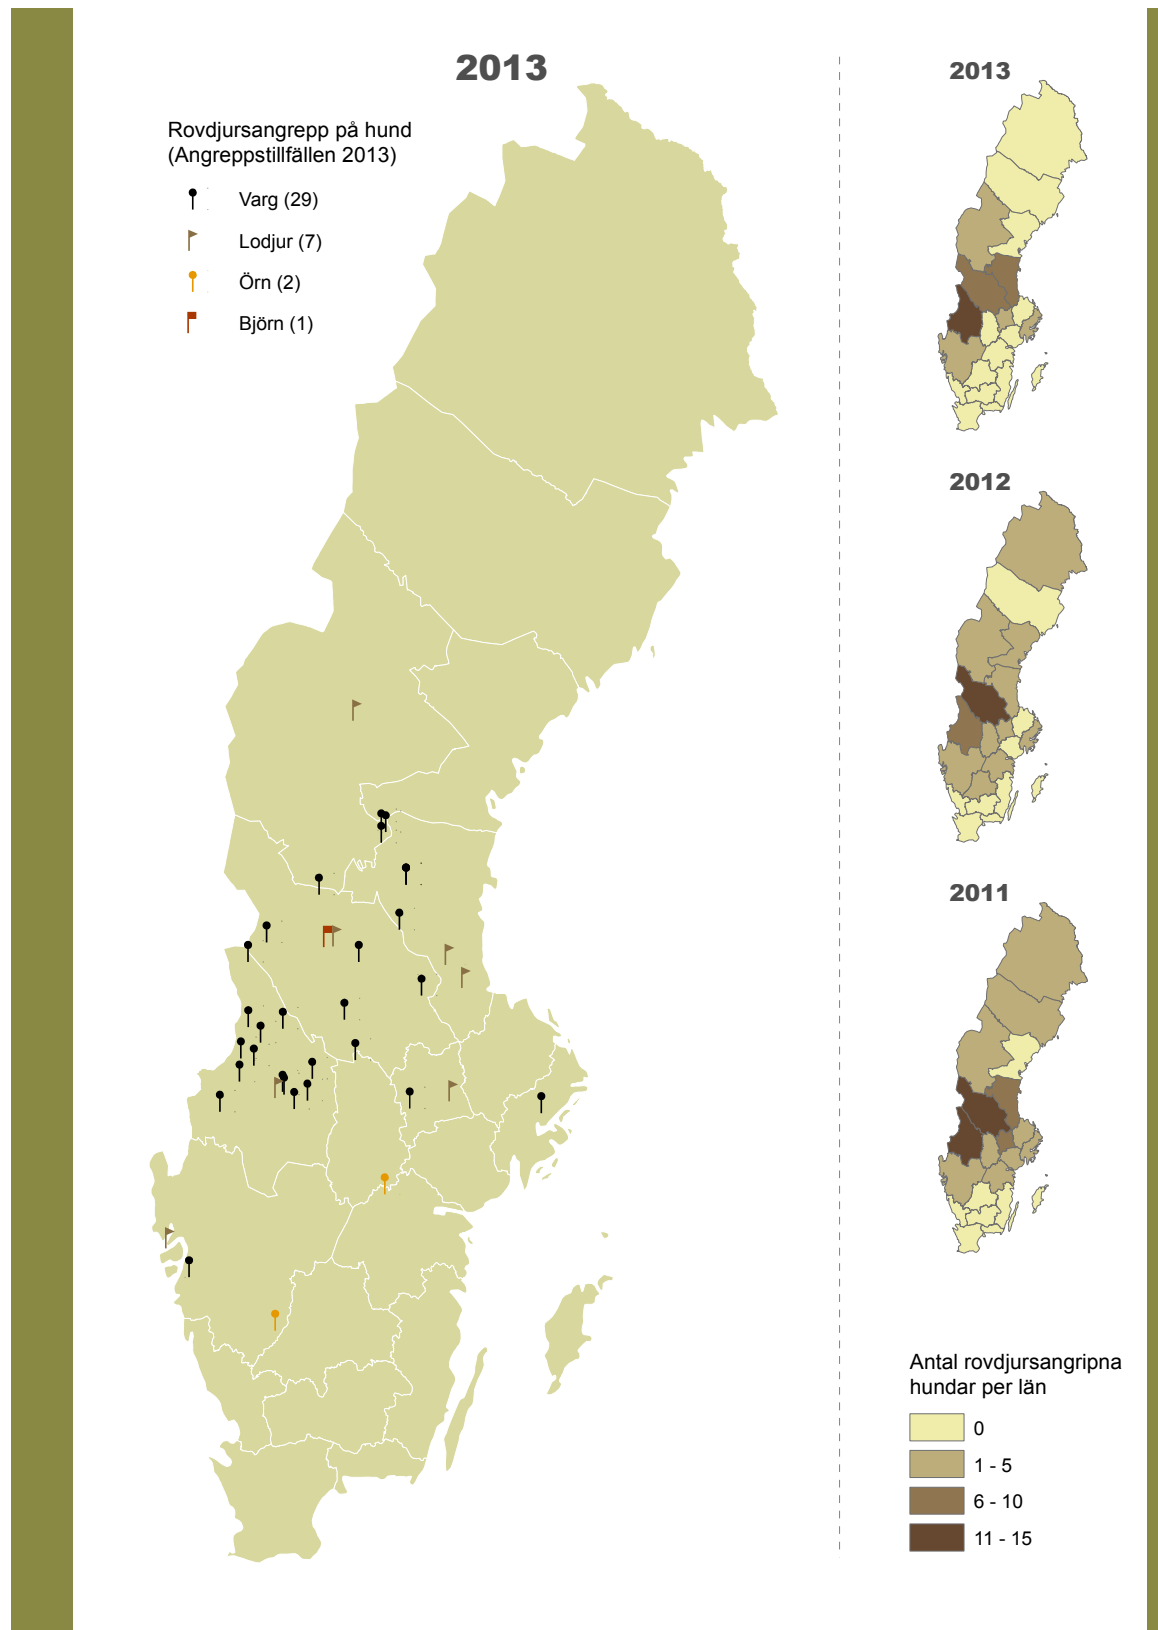 2013
Rovdjursangrepp på hund
(Angreppstillfällen 2013)
Varg (29)
Lodjur (7)
Örn (2)
Björn (1)
2013
2012
2011
Antal rovdjursangripna
hundar per län
0
1 - 5
6 - 10
11 - 15